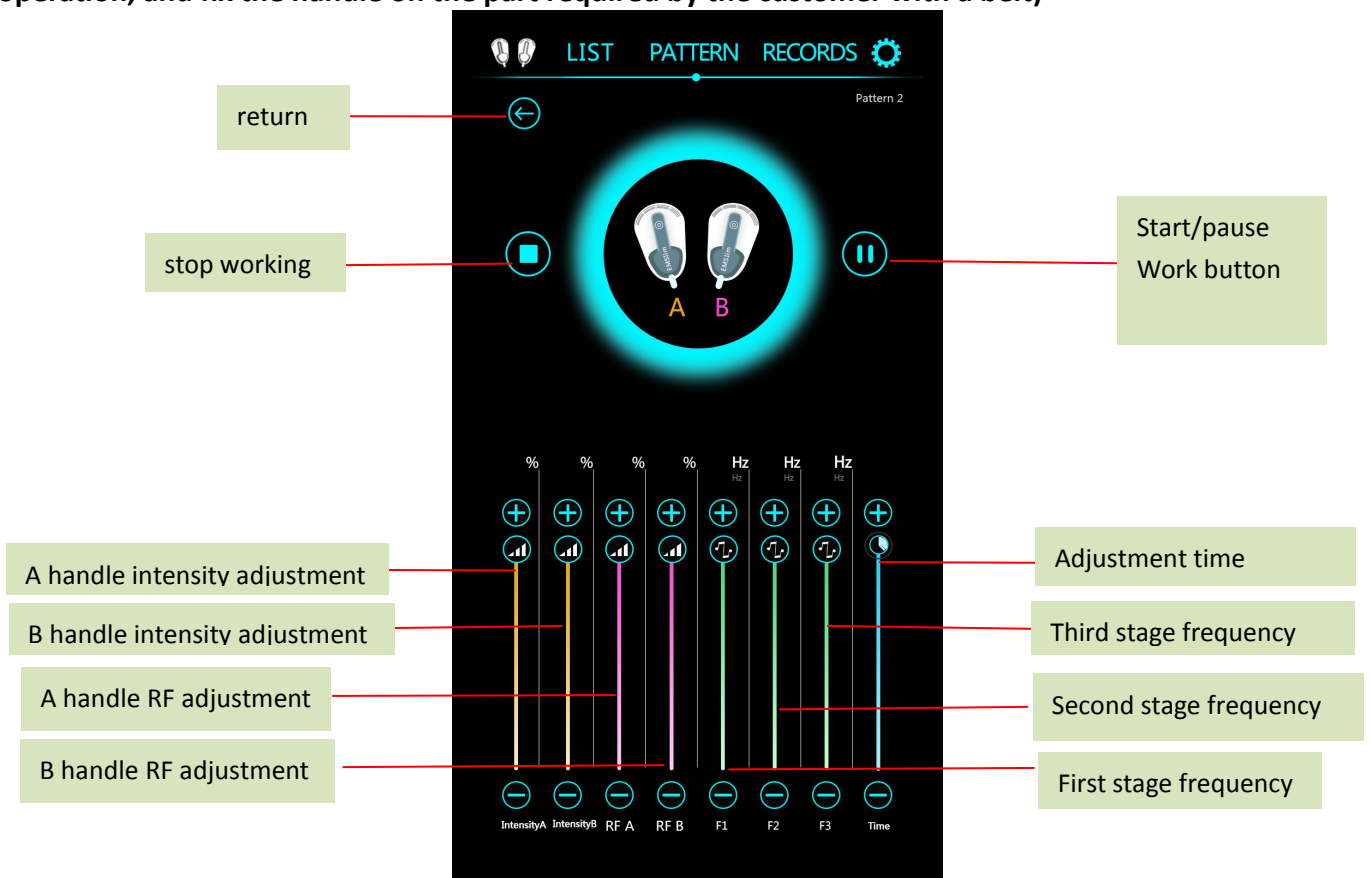 operation, and fix the handle on the part required by the customer with a belt)
LIST PATTERN RECORDS
Pattern 2
return
stop working
Start/pause
Work button
EMSlim EMSlim
A B
% % % % Hz Hz Hz
Hz Hz Hz
A handle intensity adjustment
B handle intensity adjustment
A handle RF adjustment
B handle RF adjustment
Adjustment time
Third stage frequency
Second stage frequency
First stage frequency
IntensityA IntensityB RF A RF B F1 F2 F3 Time